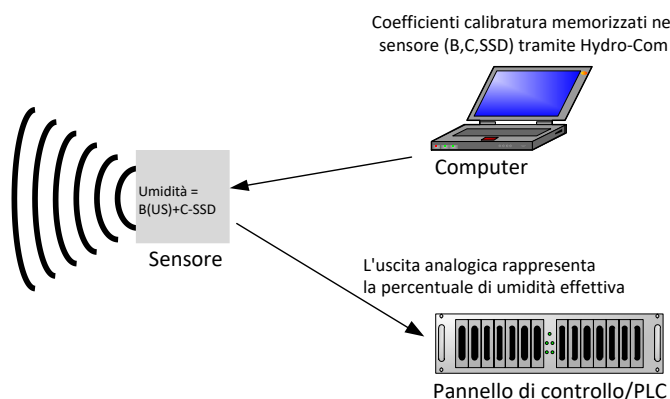 Coefficienti calibratura memorizzati ne
sensore (B,C,SSD) tramite Hydro-Com
Computer
Umidità =
B(US)+C-SSD
Sensore
L'uscita analogica rappresenta
la percentuale di umidità effettiva
Pannello di controllo/PLC